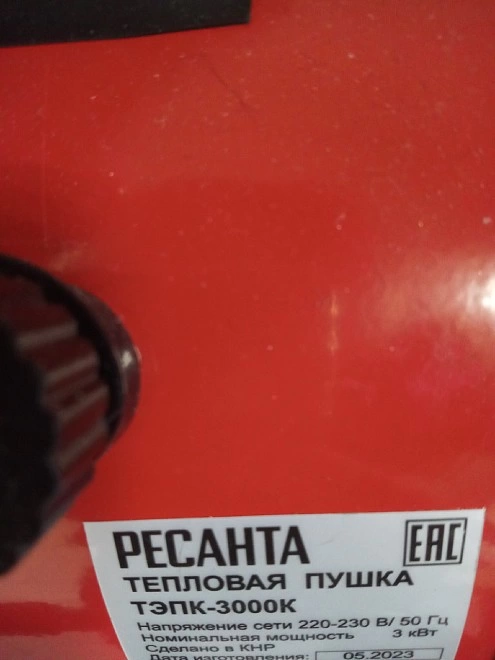 РЕСАНТА EAC
ТЕПЛОВАЯ ПУШКА
ТЭПК-3000К
Напряжение сети 220-230 В/ 50 Гц
Номинальная мощность 3 кВт
Сделано в КНР
Дата изготовления: 05.2023